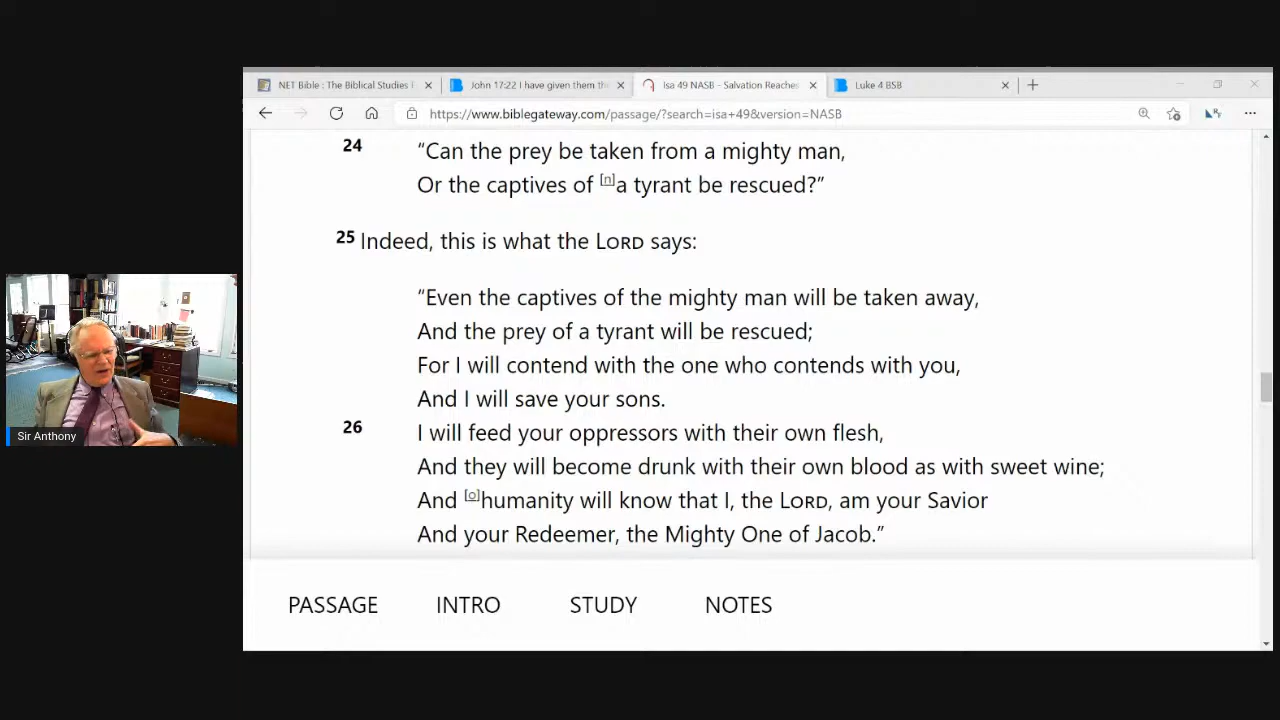 NET Bible : The Biblical Studies
John 17:22 I have given them th
Isa 49 NASB - Salvation Reaches
Luke 4 BSB
https://www.biblegateway.com/passage/?search=isa+49&version=NASB
24 “Can the prey be taken from a mighty man,
Or the captives of [n]a tyrant be rescued?”
25 Indeed, this is what the LORD says:
“Even the captives of the mighty man will be taken away,
And the prey of a tyrant will be rescued;
For I will contend with the one who contends with you,
And I will save your sons.
26 I will feed your oppressors with their own flesh,
And they will become drunk with their own blood as with sweet wine;
And [o]humanity will know that I, the LORD, am your Savior
And your Redeemer, the Mighty One of Jacob.”
Sir Anthony
PASSAGE INTRO STUDY NOTES